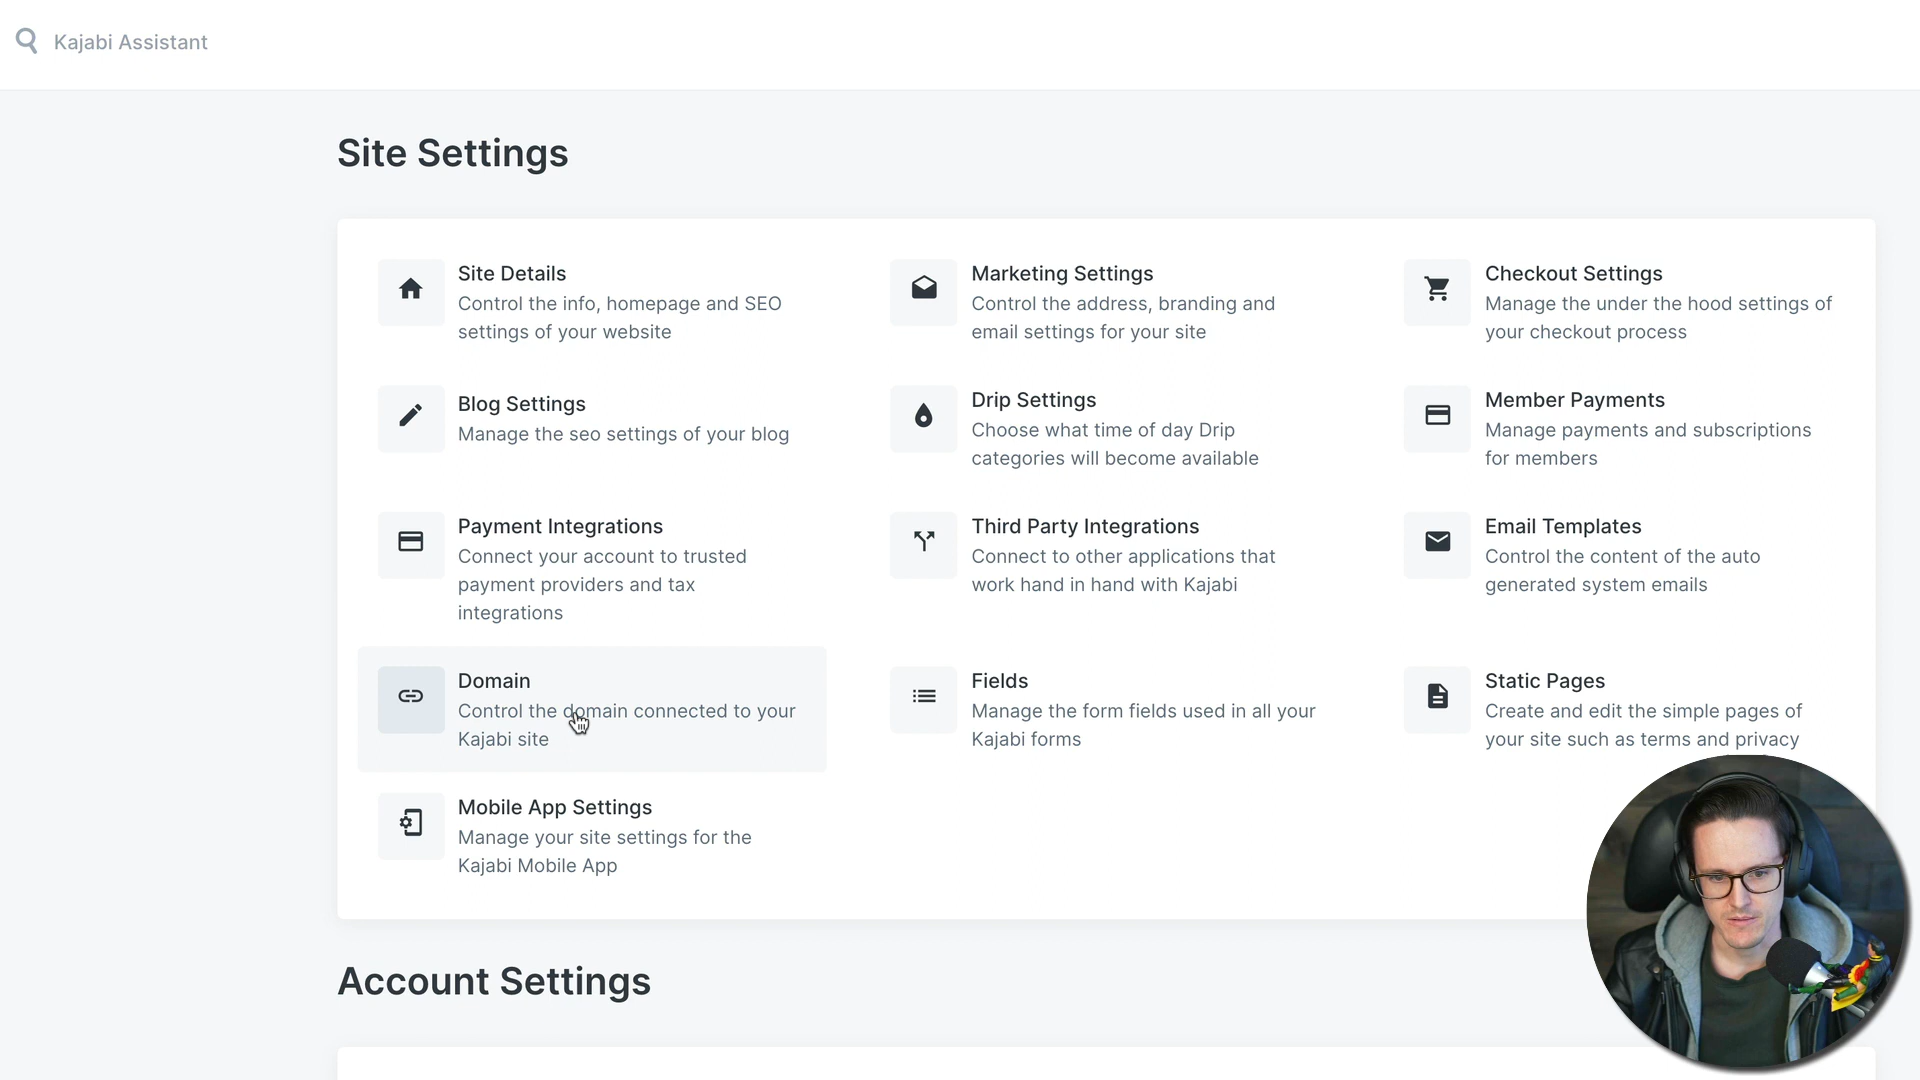 Kajabi Assistant
Site Settings
Site Details
Control the info, homepage and SEO
settings of your website
Marketing Settings
Control the address, branding and
email settings for your site
Checkout Settings
Manage the under the hood settings of
your checkout process
Blog Settings
Manage the seo settings of your blog
Drip Settings
Choose what time of day Drip
categories will become available
Member Payments
Manage payments and subscriptions
for members
Payment Integrations
Connect your account to trusted
payment providers and tax
integrations
Third Party Integrations
Connect to other applications that
work hand in hand with Kajabi
Email Templates
Control the content of the auto
generated system emails
Domain
Control the domain connected to your
Kajabi site
Fields
Manage the form fields used in all your
Kajabi forms
Static Pages
Create and edit the simple pages of
your site such as terms and privacy
Mobile App Settings
Manage your site settings for the
Kajabi Mobile App
Account Settings